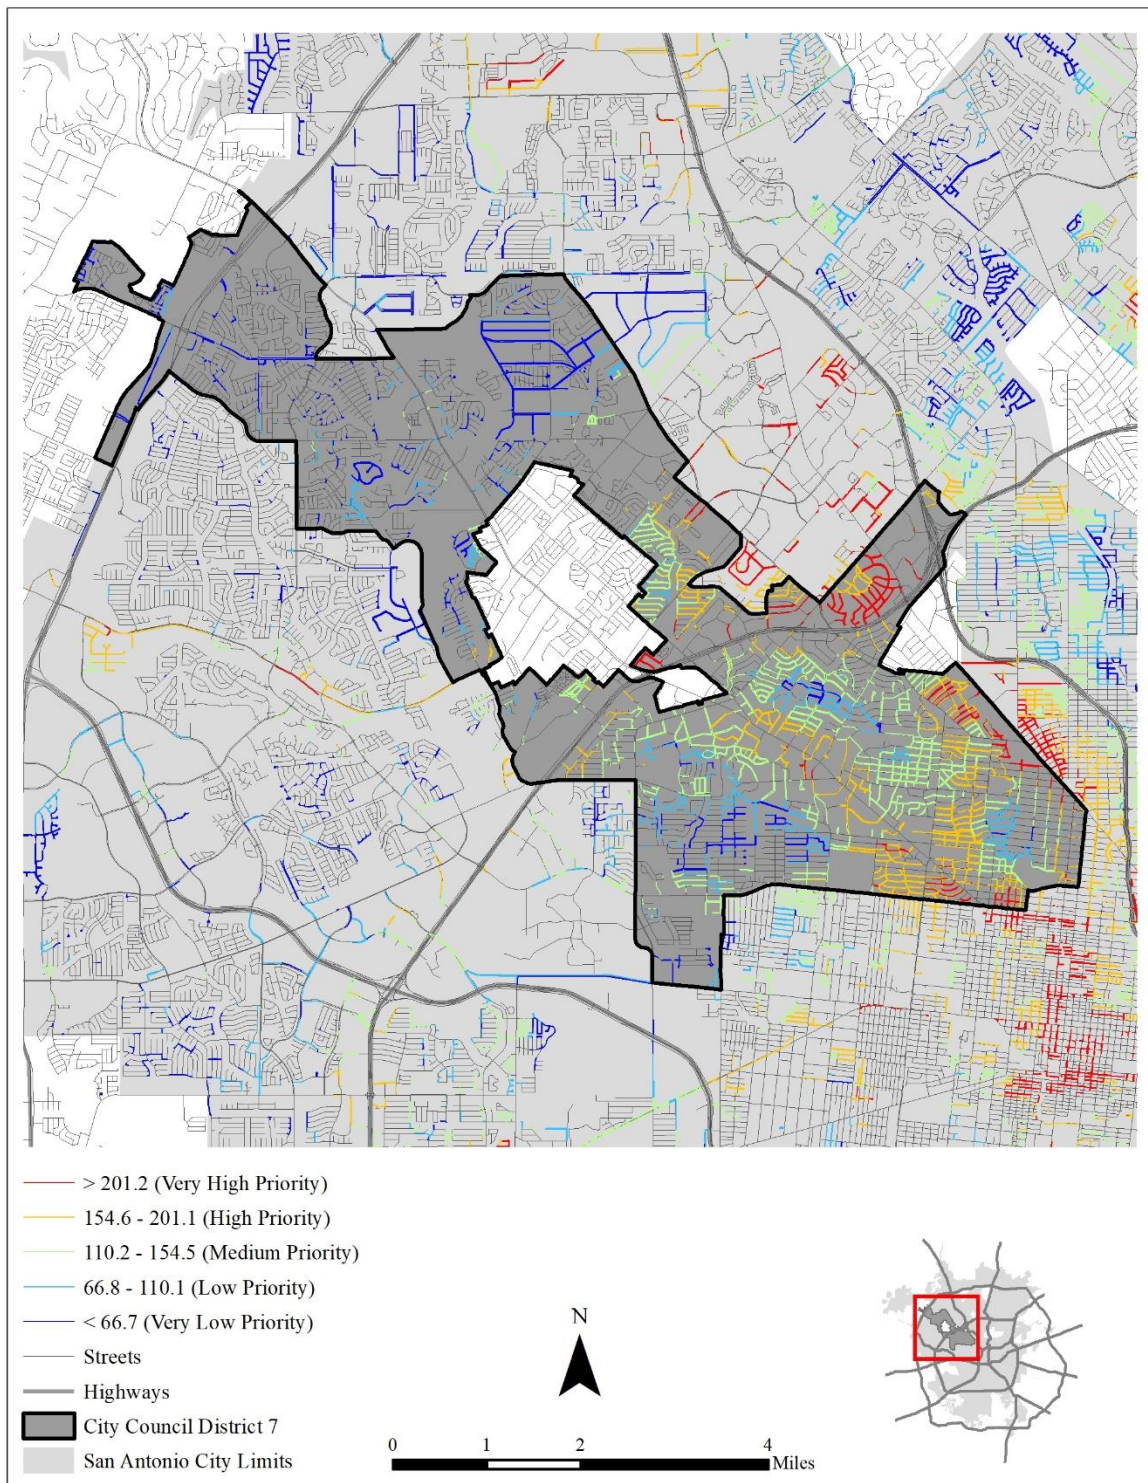 > 201.2 (Very High Priority)
154.6 - 201.1 (High Priority)
110.2 - 154.5 (Medium Priority)
66.8 - 110.1 (Low Priority)
< 66.7 (Very Low Priority)
Streets
Highways
City Council District 7
San Antonio City Limits
N
0 1 2 4
Miles